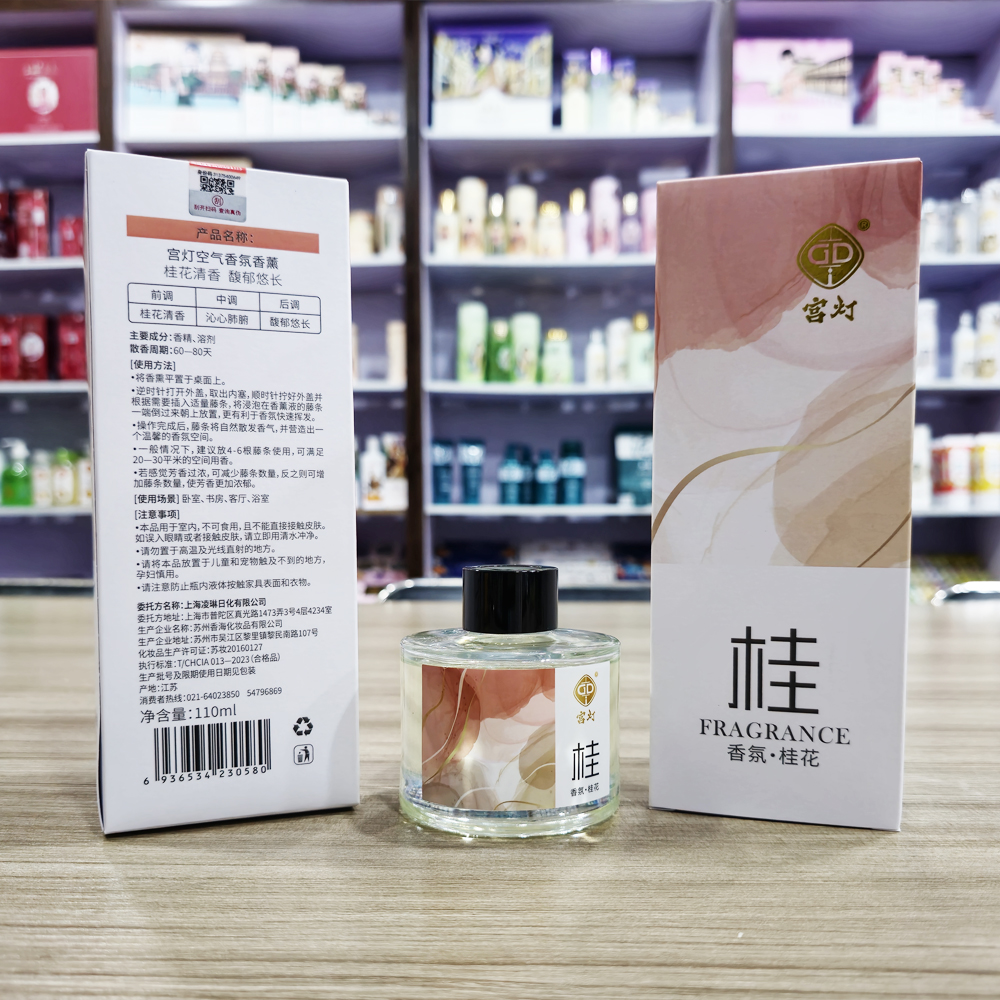 身份码:
刮
刮开扫码 查询真伪
产品名称：
宫灯空气香氛香薰
桂花清香 馥郁悠长
前调 中调 后调
桂花清香 沁心肺腑 馥郁悠长
主要成分：香精、溶剂
散香周期：60—80天
[使用方法]
•将香熏平置于桌面上。
•逆时针打开外盖，取出内塞，顺时针拧好外盖并
根据需要插入适量藤条，将浸泡在香薰液的藤条
一端倒过来朝上放置，更有利于香氛快速挥发。
•操作完成后，藤条将自然散发香气，并营造出一
个温馨的香氛空间。
•一般情况下，建议放4-6根藤条使用，可满足
20—30平米的空间用香。
•若感觉芳香过浓，可减少藤条数量，反之则可增
加藤条数量，使芳香更加浓郁。
[使用场景] 卧室、书房、客厅、浴室
[注意事项]
•本品用于室内，不可食用，且不能直接接触皮肤。
如误入眼睛或者接触皮肤，请立即用清水冲净。
•请勿置于高温及光线直射的地方。
•请将本品放置于儿童和宠物触及不到的地方，
孕妇慎用。
•请注意防止瓶内液体按触家具表面和衣物。
委托方名称：上海凌琳日化有限公司
委托方地址：上海市普陀区真光路1473弄3号4层4234室
生产企业名称：苏州香海化妆品有限公司
生产企业地址：苏州市吴江区黎里镇黎民南路107号
化妆品生产许可证：苏妆20160127
执行标准：T/CHCIA 013—2023（合格品）
生产批号及限期使用日期见包装
产地：江苏
消费者热线：021-64023850 54796869
净含量：110ml
6 936534 230580
GD
®
宫灯
桂
香氛·桂花
GD
®
宫灯
桂
FRAGRANCE
香氛·桂花